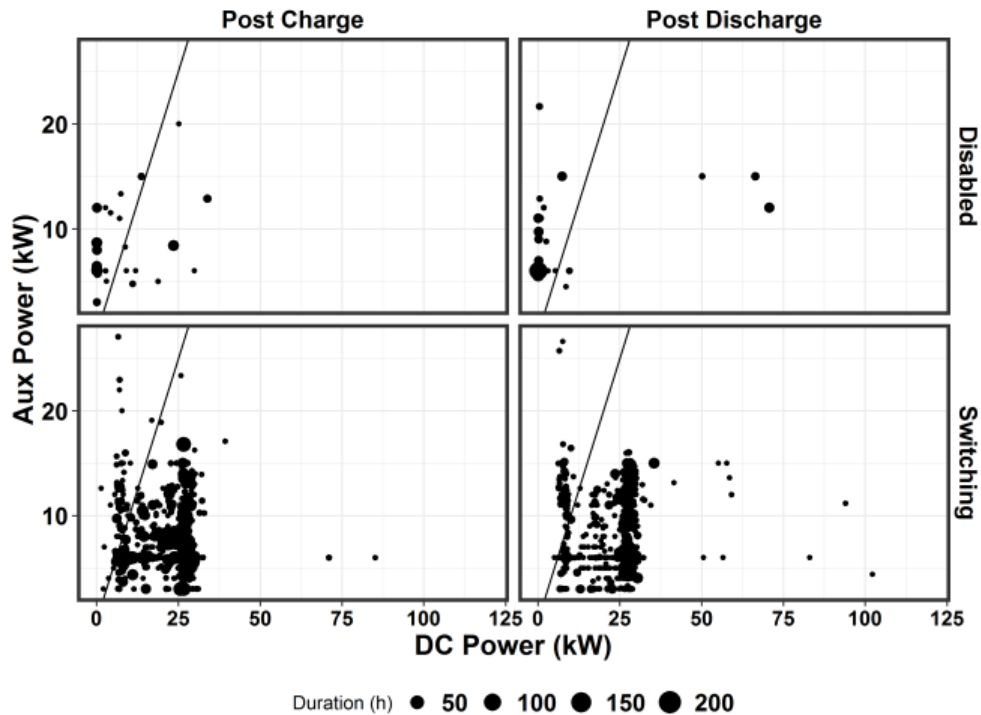 Post Charge Post Discharge
20
10
Disabled
Aux Power (kW)
20
10
Switching
0 25 50 75 100 125 0 25 50 75 100 125
DC Power (kW)
Duration (h) 50 100 150 200